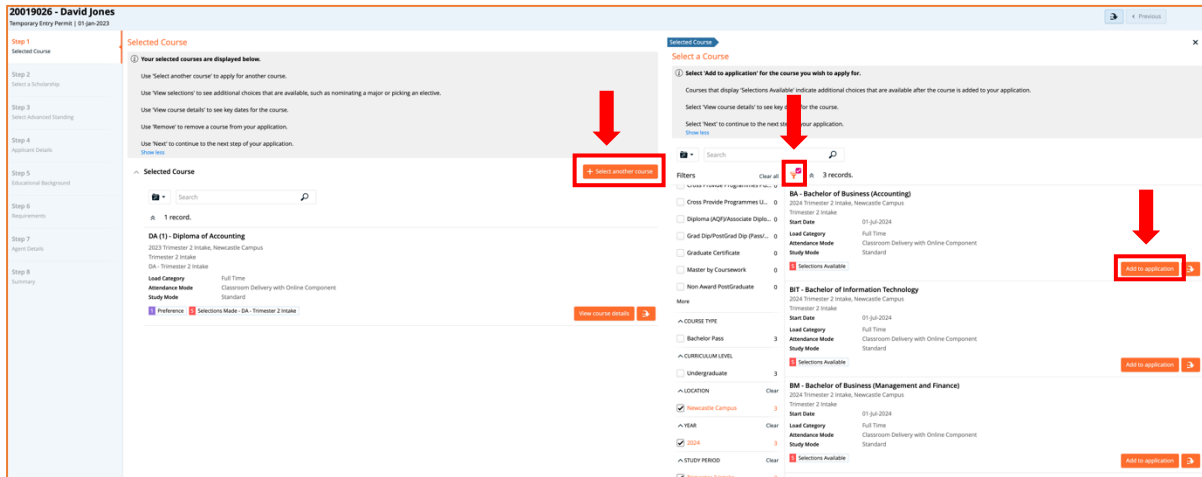 20019026 - David Jones
Temporary Entry Permit | 01-Jan-2023
Previous
Step 1
Selected Course
Step 2
Select a Scholarship
Step 3
Select Advanced Standing
Step 4
Applicant Details
Step 5
Educational Background
Step 6
Requirements
Step 7
Agent Details
Step 8
Summary
Selected Course
Your selected courses are displayed below.
Use 'Select another course' to apply for another course.
Use 'View selections' to see additional choices that are available, such as nominating a major or picking an elective.
Use 'View course details' to see key dates for the course.
Use 'Remove' to remove a course from your application.
Use 'Next' to continue to the next step of your application.
Show less
Selected Course
+ Select another course
Search
1 record.
DA (1) - Diploma of Accounting
2023 Trimester 2 Intake, Newcastle Campus
Trimester 2 Intake
DA - Trimester 2 Intake
Load Category Full Time
Attendance Mode Classroom Delivery with Online Component
Study Mode Standard
1 Preference S Selections Made - DA - Trimester 2 Intake
View course details
Selected Course
Select a Course
Select 'Add to application' for the course you wish to apply for.
Courses that display 'Selections Available' indicate additional choices that are available after the course is added to your application.
Select 'View course details' to see key for the course.
Select 'Next' to continue to the next step your application.
Show less
Search
Filters Clear all
3 records.
Cross Provide Programmes 0
Cross Provide Programmes U... 0
Diploma (AQF)/Associate Diplo... 0
Grad Dip/PostGrad Dip (Pass/... 0
Graduate Certificate 0
Master by Coursework 0
Non Award PostGraduate 0
More
COURSE TYPE
Bachelor Pass 3
CURRICULUM LEVEL
Undergraduate 3
LOCATION Clear
Newcastle Campus 3
YEAR Clear
2024 3
STUDY PERIOD Clear
Trimester 2 Intake
BA - Bachelor of Business (Accounting)
2024 Trimester 2 Intake, Newcastle Campus
Trimester 2 Intake
Start Date 01-Jul-2024
Load Category Full Time
Attendance Mode Classroom Delivery with Online Component
Study Mode Standard
S Selections Available
Add to application
BIT - Bachelor of Information Technology
2024 Trimester 2 Intake, Newcastle Campus
Trimester 2 Intake
Start Date 01-Jul-2024
Load Category Full Time
Attendance Mode Classroom Delivery with Online Component
Study Mode Standard
S Selections Available
Add to application
BM - Bachelor of Business (Management and Finance)
2024 Trimester 2 Intake, Newcastle Campus
Trimester 2 Intake
Start Date 01-Jul-2024
Load Category Full Time
Attendance Mode Classroom Delivery with Online Component
Study Mode Standard
S Selections Available
Add to application